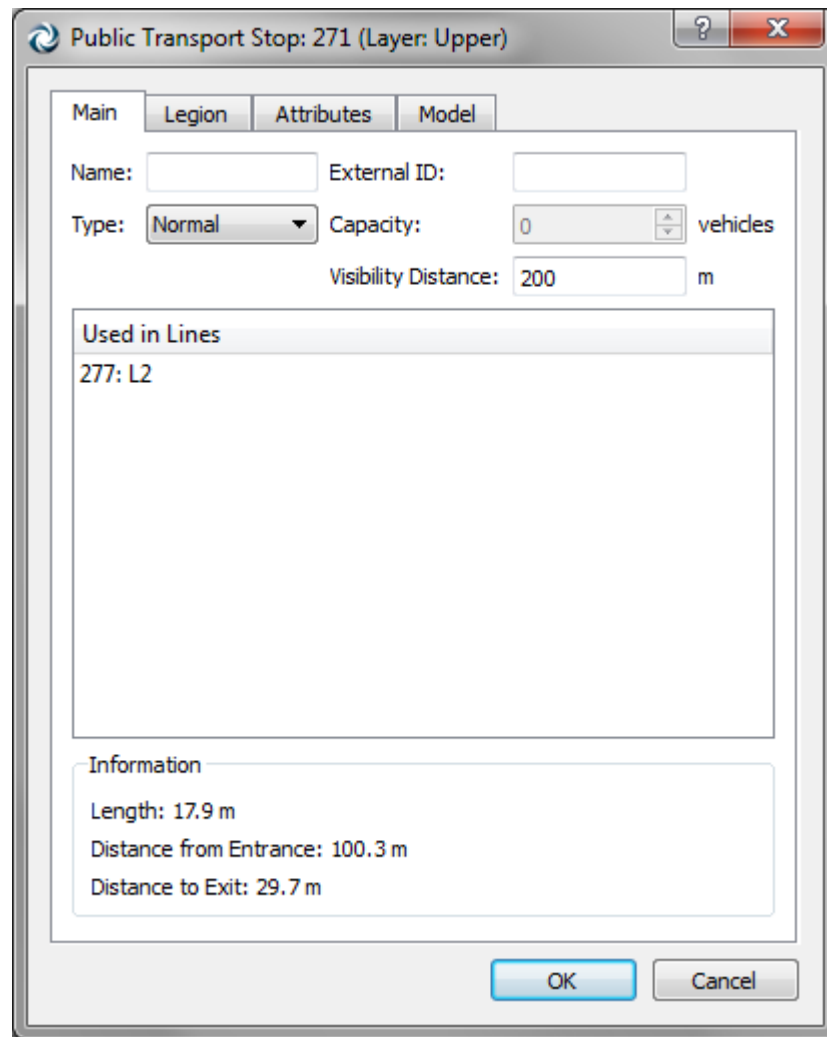 Public Transport Stop: 271 (Layer: Upper)
Main Legion Attributes Model
Name: External ID:
Type: Normal Capacity: 0 vehicles
Visibility Distance: 200 m
Used in Lines
277: L2
Information
Length: 17.9 m
Distance from Entrance: 100.3 m
Distance to Exit: 29.7 m
OK Cancel